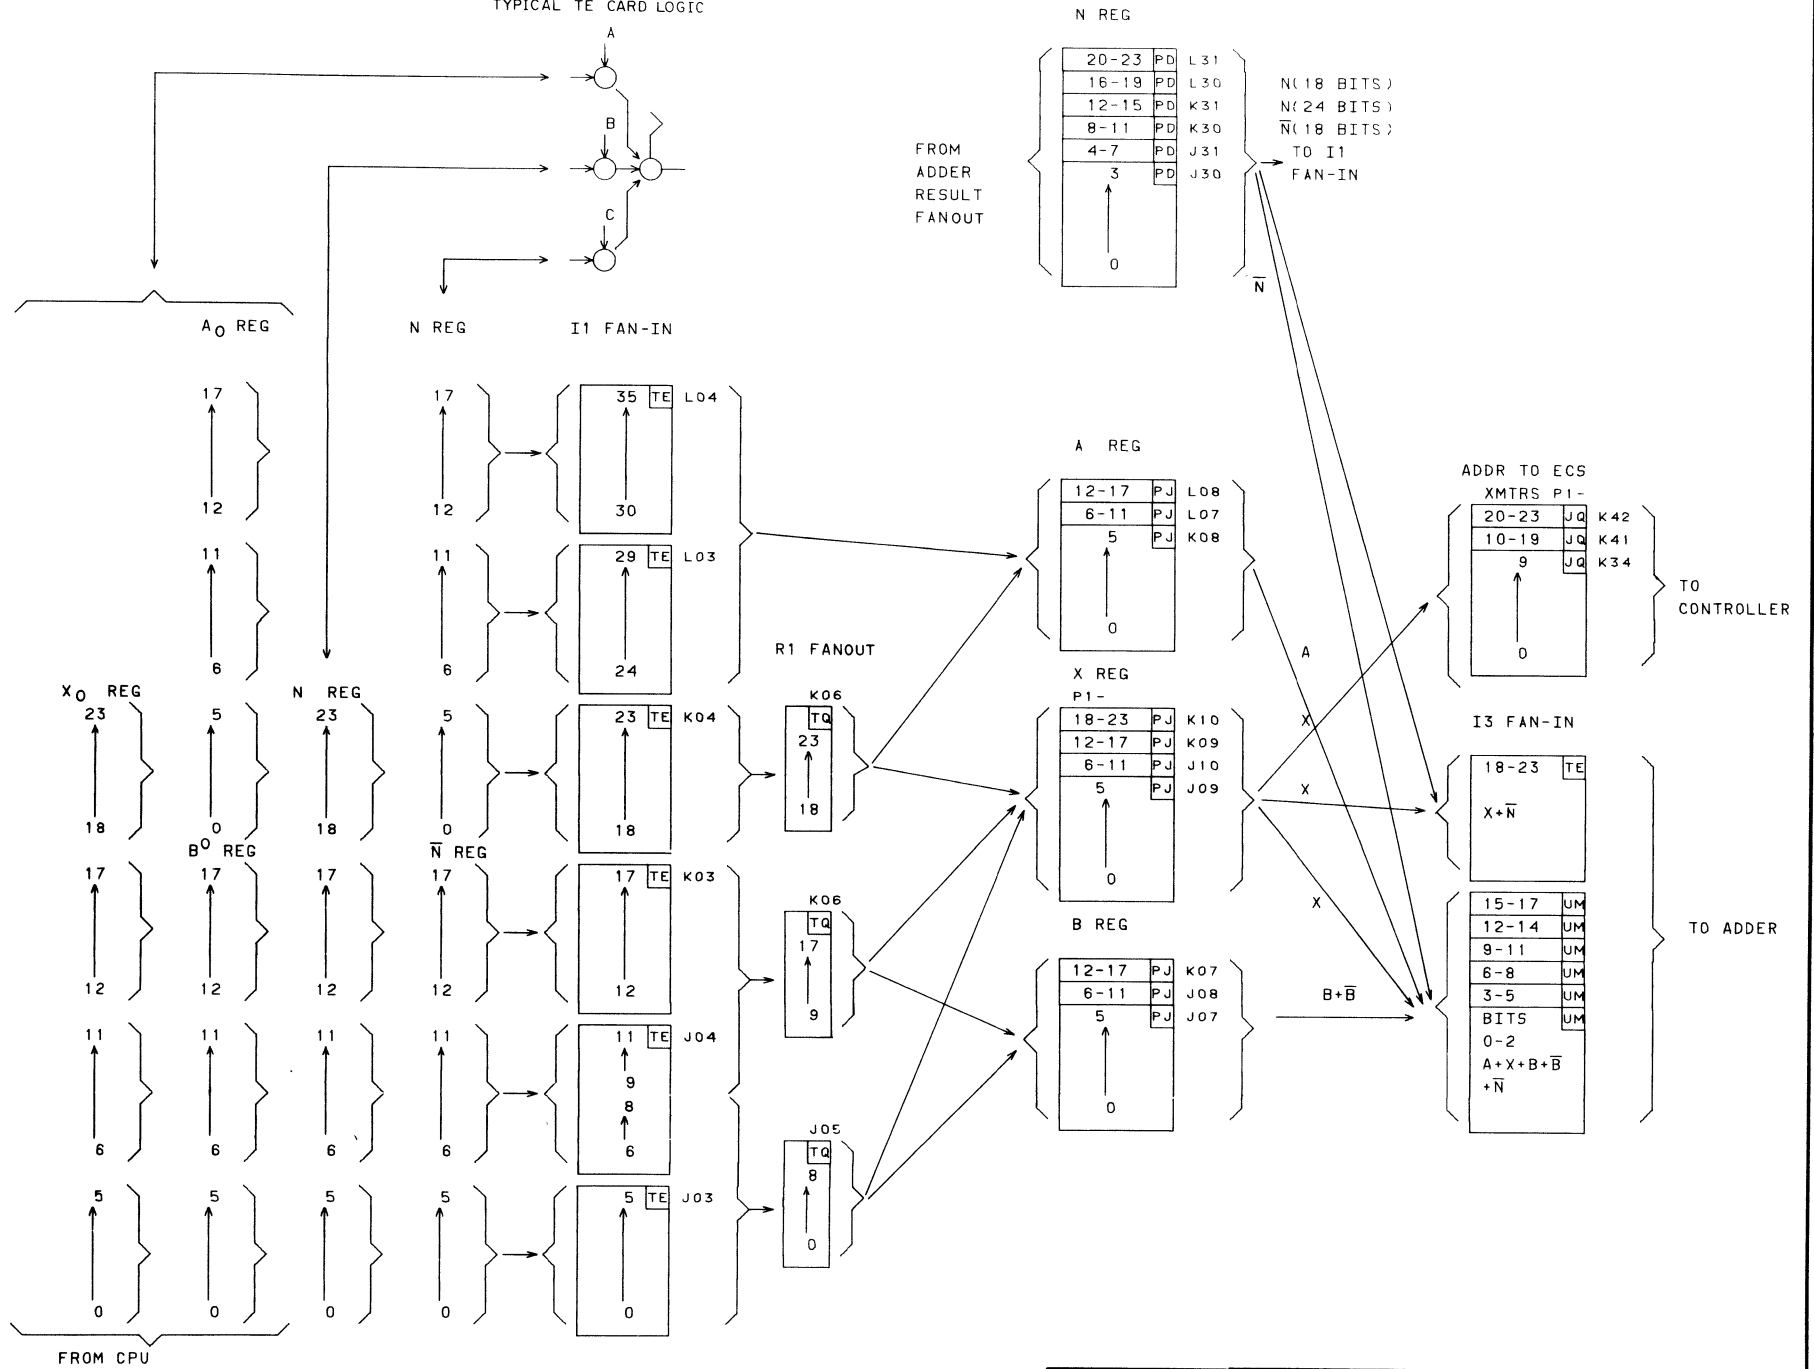 TYPICAL TE CARD LOGIC
A
B
C
N REG
20-23 PD L31
16-19 PD L30
12-15 PD K31
8-11 PD K30
4-7 PD J31
3 PD J30
0
FROM
ADDER
RESULT
FANOUT
N(18 BITS)
N(24 BITS)
N̅(18 BITS)
TO I1
FAN-IN
N̅
A0 REG
17
12
11
6
5
0
X0 REG
23
18
17
12
11
6
5
0
B0 REG
17
12
11
6
5
0
FROM CPU
N REG
23
18
17
12
11
6
5
0
N REG
17
12
11
6
5
0
N̅ REG
17
12
11
6
5
0
I1 FAN-IN
35 TE L04
30
29 TE L03
24
23 TE K04
18
17 TE K03
12
11 TE J04
9
8
6
5 TE J03
0
R1 FANOUT
K06
TQ
23
18
K06
TQ
17
9
J05
TQ
8
0
A REG
12-17 PJ L08
6-11 PJ L07
5 PJ K08
0
X REG
P1-
18-23 PJ K10
12-17 PJ K09
6-11 PJ J10
5 PJ J09
0
B REG
12-17 PJ K07
6-11 PJ J08
5 PJ J07
0
A
X
X
X
B+B̅
ADDR TO ECS
XMTRS P1-
20-23 JQ K42
10-19 JQ K41
9 JQ K34
0
TO
CONTROLLER
I3 FAN-IN
18-23 TE
X+N̅
15-17 UM
12-14 UM
9-11 UM
6-8 UM
3-5 UM
BITS UM
0-2
A+X+B+B̅
+N̅
TO ADDER